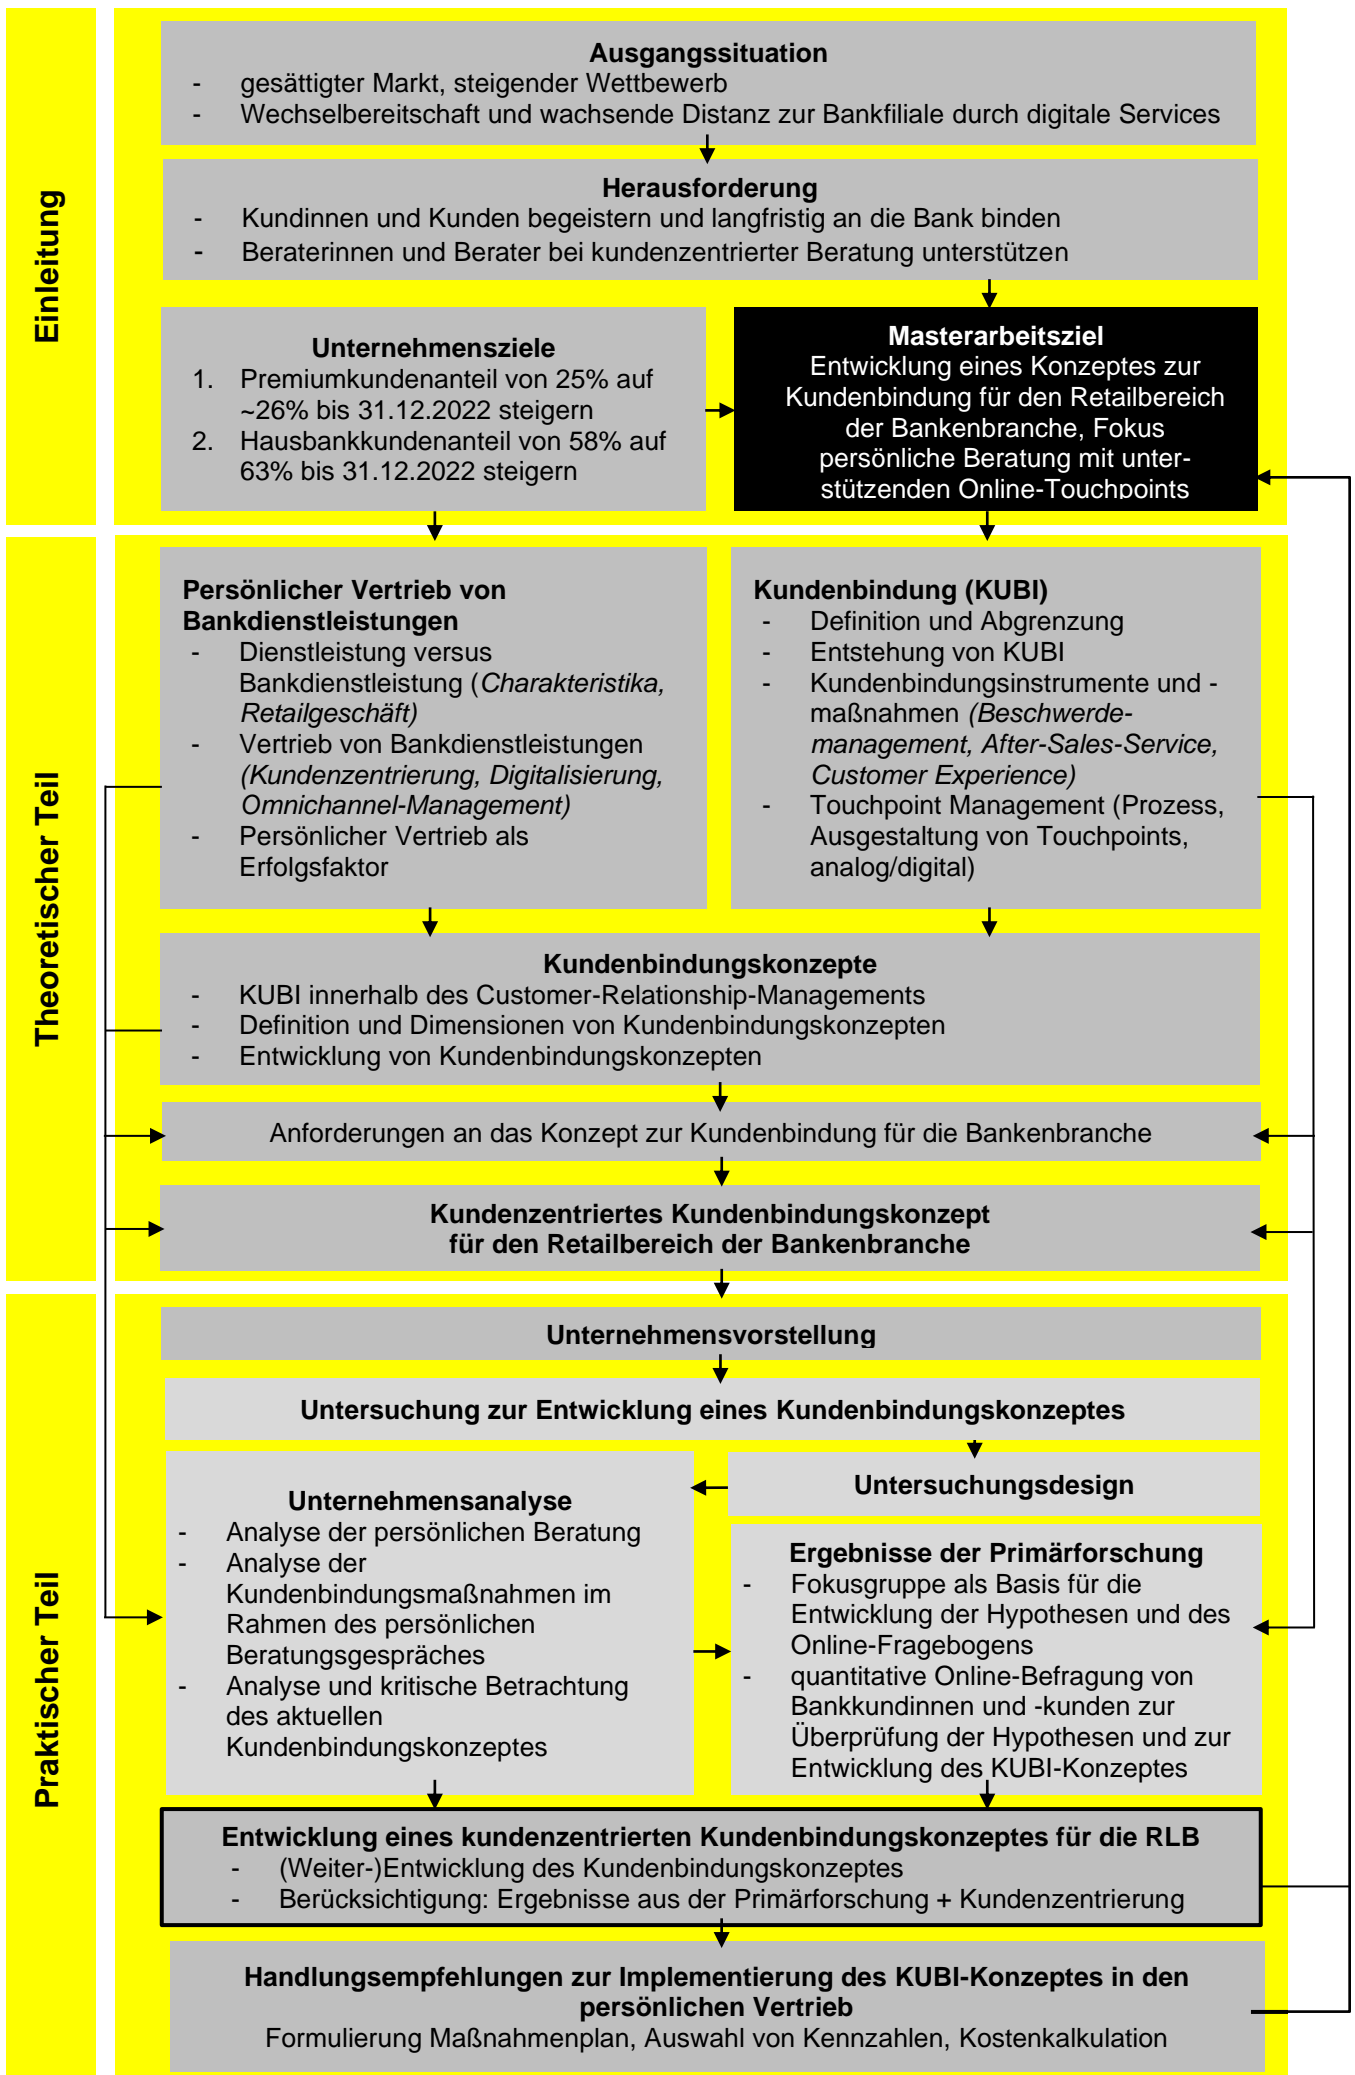 Einleitung
Ausgangssituation
- gesättigter Markt, steigender Wettbewerb
- Wechselbereitschaft und wachsende Distanz zur Bankfiliale durch digitale Services
Herausforderung
- Kundinnen und Kunden begeistern und langfristig an die Bank binden
- Beraterinnen und Berater bei kundenzentrierter Beratung unterstützen
Unternehmensziele
1. Premiumkundenanteil von 25% auf
~26% bis 31.12.2022 steigern
2. Hausbankkundenanteil von 58% auf
63% bis 31.12.2022 steigern
Masterarbeitsziel
Entwicklung eines Konzeptes zur
Kundenbindung für den Retailbereich
der Bankenbranche, Fokus
persönliche Beratung mit unter-
stützenden Online-Touchpoints
Theoretischer Teil
Persönlicher Vertrieb von
Bankdienstleistungen
- Dienstleistung versus
Bankdienstleistung (Charakteristika,
Retailgeschäft)
- Vertrieb von Bankdienstleistungen
(Kundenzentrierung, Digitalisierung,
Omnichannel-Management)
- Persönlicher Vertrieb als
Erfolgsfaktor
Kundenbindung (KUBI)
- Definition und Abgrenzung
- Entstehung von KUBI
- Kundenbindungsinstrumente und -
maßnahmen (Beschwerde-
management, After-Sales-Service,
Customer Experience)
- Touchpoint Management (Prozess,
Ausgestaltung von Touchpoints,
analog/digital)
Kundenbindungskonzepte
- KUBI innerhalb des Customer-Relationship-Managements
- Definition und Dimensionen von Kundenbindungskonzepten
- Entwicklung von Kundenbindungskonzepten
Anforderungen an das Konzept zur Kundenbindung für die Bankenbranche
Kundenzentriertes Kundenbindungskonzept
für den Retailbereich der Bankenbranche
Praktischer Teil
Unternehmensvorstellung
Untersuchung zur Entwicklung eines Kundenbindungskonzeptes
Untersuchungsdesign
Unternehmensanalyse
- Analyse der persönlichen Beratung
- Analyse der
Kundenbindungsmaßnahmen im
Rahmen des persönlichen
Beratungsgespräches
- Analyse und kritische Betrachtung
des aktuellen
Kundenbindungskonzeptes
Ergebnisse der Primärforschung
- Fokusgruppe als Basis für die
Entwicklung der Hypothesen und des
Online-Fragebogens
- quantitative Online-Befragung von
Bankkundinnen und -kunden zur
Überprüfung der Hypothesen und zur
Entwicklung des KUBI-Konzeptes
Entwicklung eines kundenzentrierten Kundenbindungskonzeptes für die RLB
- (Weiter-)Entwicklung des Kundenbindungskonzeptes
- Berücksichtigung: Ergebnisse aus der Primärforschung + Kundenzentrierung
Handlungsempfehlungen zur Implementierung des KUBI-Konzeptes in den
persönlichen Vertrieb
Formulierung Maßnahmenplan, Auswahl von Kennzahlen, Kostenkalkulation